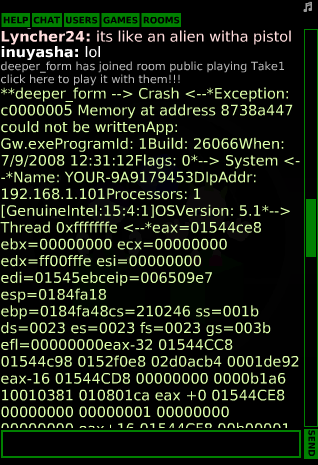 HELP CHAT USERS GAMES ROOMS
Lyncher24: its like an alien witha pistol
inuyasha: lol
deeper_form has joined room public playing Take1
click here to play it with them!!!
**deeper_form --> Crash <--*Exception:
c0000005 Memory at address 8738a447
could not be writtenApp:
Gw.exeProgramId: 1Build: 26066When:
7/9/2008 12:31:12Flags: 0*--> System <-
-*Name: YOUR-9A9179453DIpAddr:
192.168.1.101Processors: 1
[GenuineIntel:15:4:1]OSVersion: 5.1*-->
Thread 0xfffffffe <--*eax=01544ce8
ebx=00000000 ecx=00000000
edx=ff00fffe esi=00000000
edi=01545ebceip=006509e7
esp=0184fa18
ebp=0184fa48cs=210246 ss=001b
ds=0023 es=0023 fs=0023 gs=003b
efl=00000000eax-32 01544CC8
01544c98 0152f0e8 02d0acb4 0001de92
eax-16 01544CD8 00000000 0000b1a6
10010381 010801ca eax +0 01544CE8
00000000 00000001 00000000
00000000 eax+16 01544CF8 00b00001
SEND